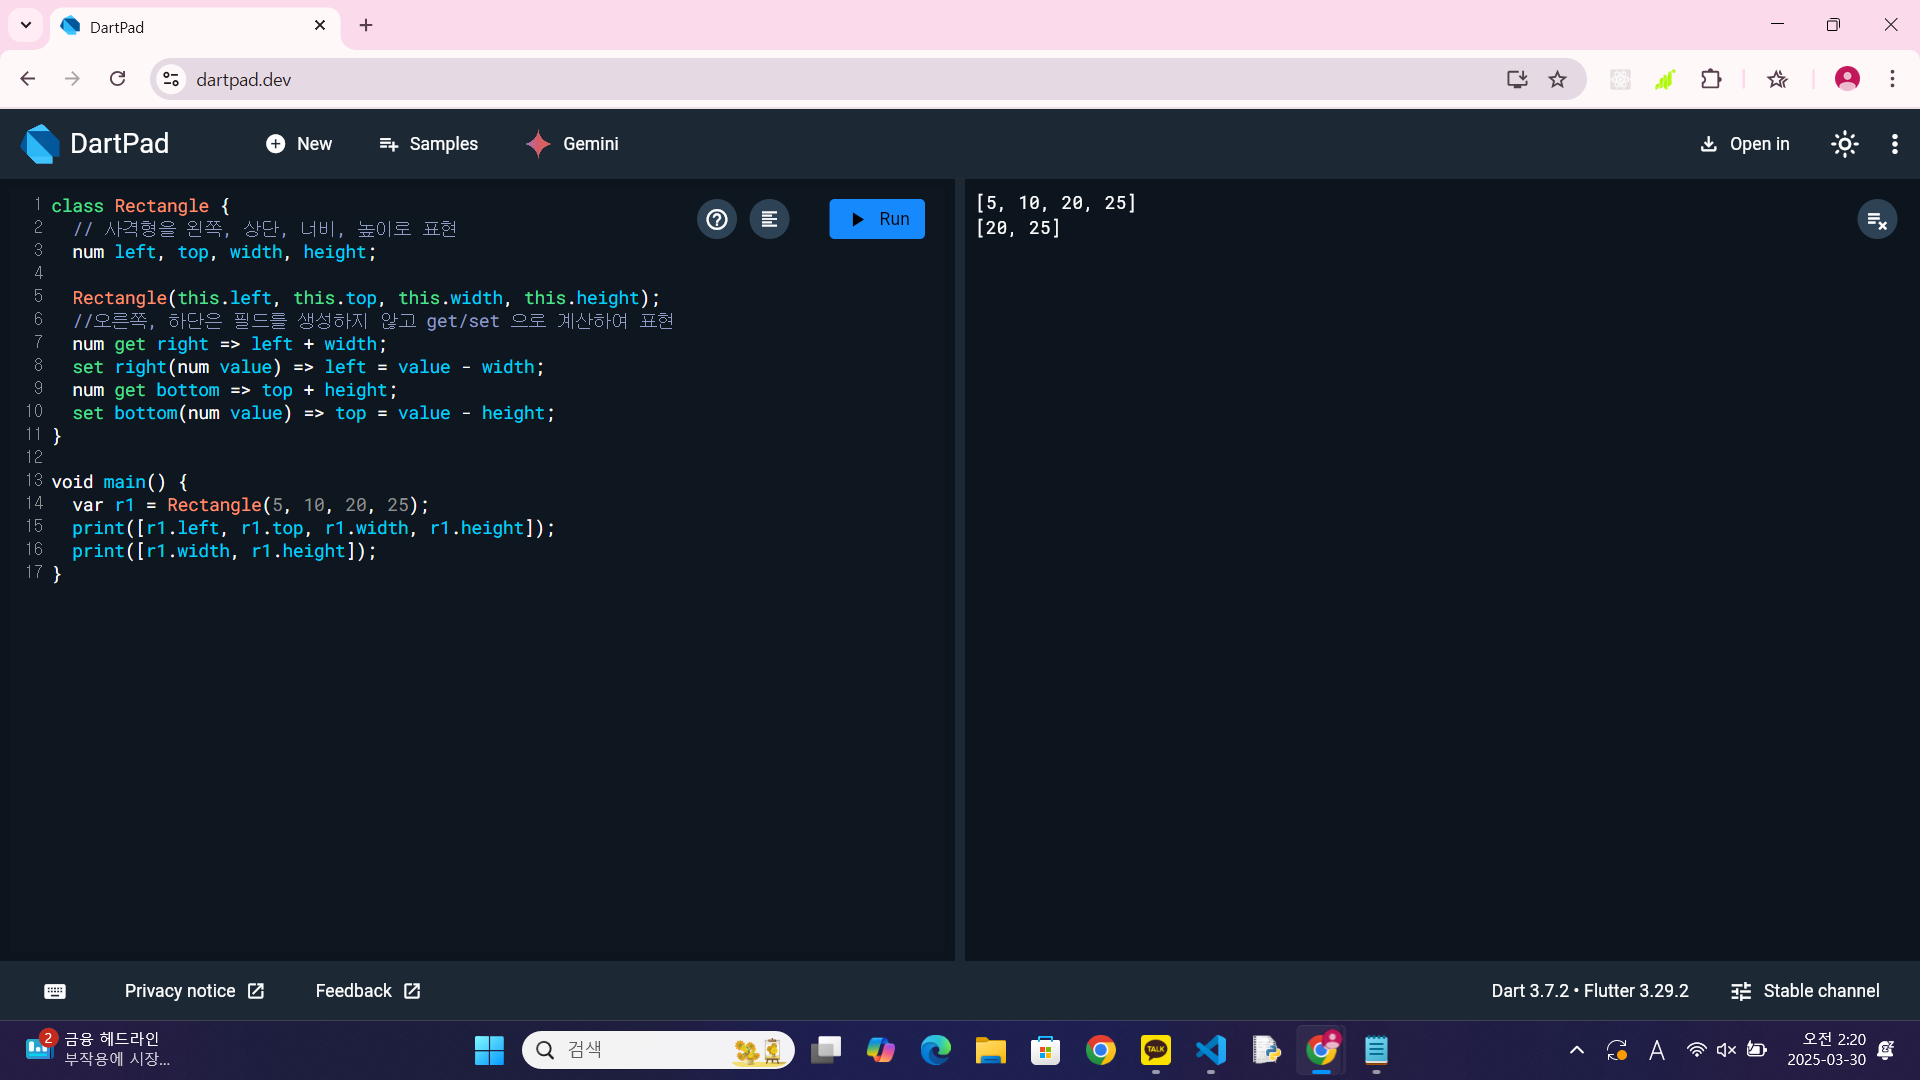 DartPad
dartpad.dev
DartPad
New
Samples
Gemini
Open in
1 class Rectangle {
2 // 사격형을 왼쪽, 상단, 너비, 높이로 표현
3 num left, top, width, height;
4
5 Rectangle(this.left, this.top, this.width, this.height);
6 //오른쪽, 하단은 필드를 생성하지 않고 get/set 으로 계산하여 표현
7 num get right => left + width;
8 set right(num value) => left = value - width;
9 num get bottom => top + height;
10 set bottom(num value) => top = value - height;
11 }
12
13 void main() {
14 var r1 = Rectangle(5, 10, 20, 25);
15 print([r1.left, r1.top, r1.width, r1.height]);
16 print([r1.width, r1.height]);
17 }
Run
[5, 10, 20, 25]
[20, 25]
Privacy notice
Feedback
Dart 3.7.2 • Flutter 3.29.2
Stable channel
2
금융 헤드라인
부작용에 시장...
검색
TALK
A
오전 2:20
2025-03-30